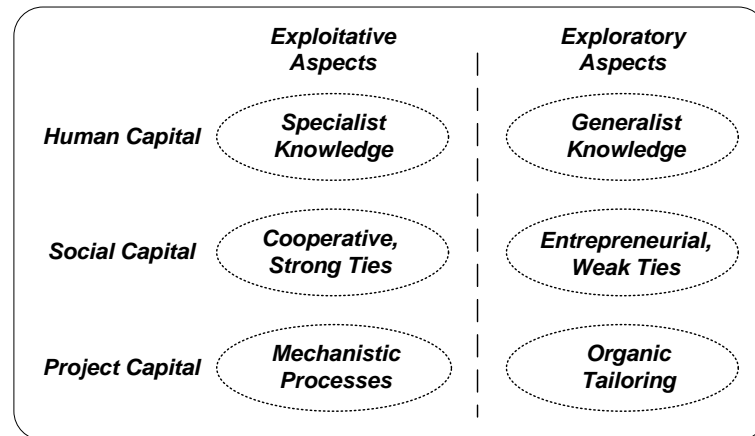 Exploitative
Aspects
Exploratory
Aspects
Human Capital
Specialist
Knowledge
Generalist
Knowledge
Social Capital
Cooperative,
Strong Ties
Entrepreneurial,
Weak Ties
Project Capital
Mechanistic
Processes
Organic
Tailoring